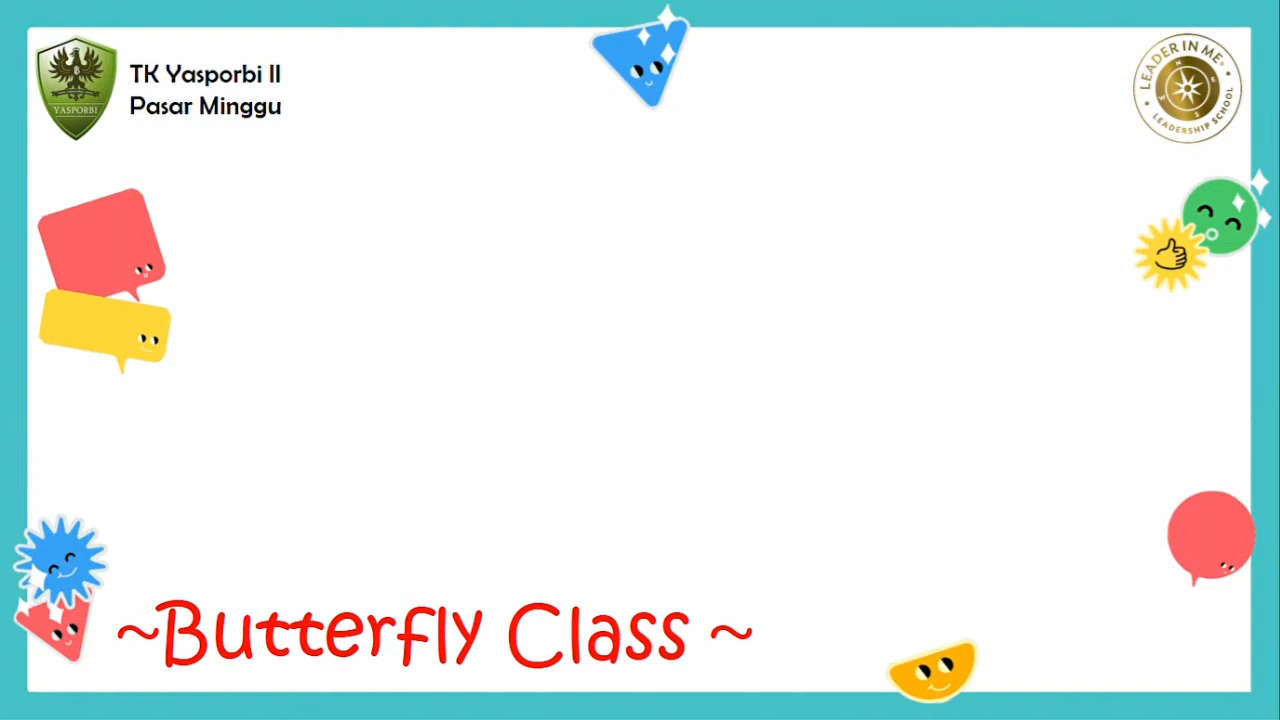 TK Yasporbi II
Pasar Minggu
YASPORBI
LEADER IN ME®
N
E
S
W
LEADERSHIP SCHOOL
~Butterfly Class ~